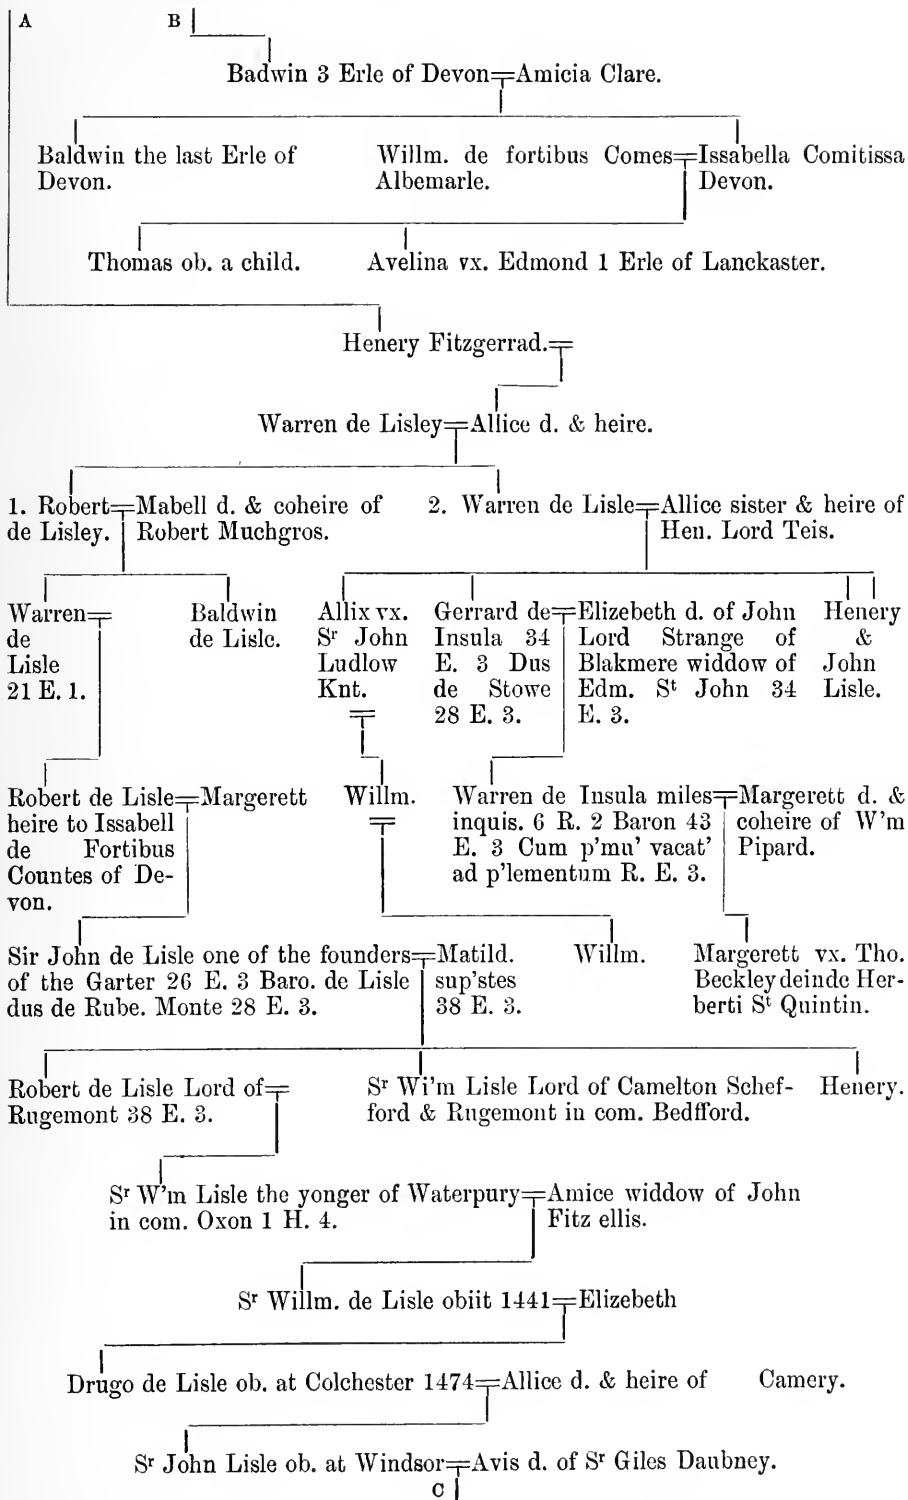 A B
Badwin 3 Erle of Devon Amicia Clare.
Baldwin the last Erle of Willm. de fortibus Comes Issabella Comitissa
Devon. Albemarle. Devon.
Thomas ob. a child. Avelina vx. Edmond 1 Erle of Lanckaster.
Henery Fitzgerrad.
Warren de Lisley Allice d. & heire.
1. Robert Mabell d. & coheire of 2. Warren de Lisle Allice sister & heire of
de Lisley. Robert Muchgros. Hen. Lord Teis.
Warren
de
Lisle
21 E. 1.
Baldwin
de Lisle.
Allix vx.
Sʳ John
Ludlow
Knt.
Gerrard de
Insula 34
E. 3 Dus
de Stowe
28 E. 3.
Elizebeth d. of John
Lord Strange of
Blakmere widdow of
Edm. Sᵗ John 34
E. 3.
Henery
&
John
Lisle.
Robert de Lisle
heire to Issabell
de Fortibus
Countes of De-
von.
Margerett
Willm.
Warren de Insula miles
inquis. 6 R. 2 Baron 43
E. 3 Cum p'mu' vacat'
ad p'lementum R. E. 3.
Margerett d. &
coheire of W'm
Pipard.
Sir John de Lisle one of the founders
of the Garter 26 E. 3 Baro. de Lisle
dus de Rube. Monte 28 E. 3.
Matild.
sup'stes
38 E. 3.
Willm.
Margerett vx. Tho.
Beckley deinde Her-
berti Sᵗ Quintin.
Robert de Lisle Lord of
Rugemont 38 E. 3.
Sʳ Wi'm Lisle Lord of Camelton Schef-
ford & Rugemont in com. Bedfford.
Henery.
Sʳ W'm Lisle the yonger of Waterpury
in com. Oxon 1 H. 4.
Amice widdow of John
Fitz ellis.
Sʳ Willm. de Lisle obiit 1441 Elizebeth
Drugo de Lisle ob. at Colchester 1474 Allice d. & heire of Camery.
Sʳ John Lisle ob. at Windsor Avis d. of Sʳ Giles Daubney.
C